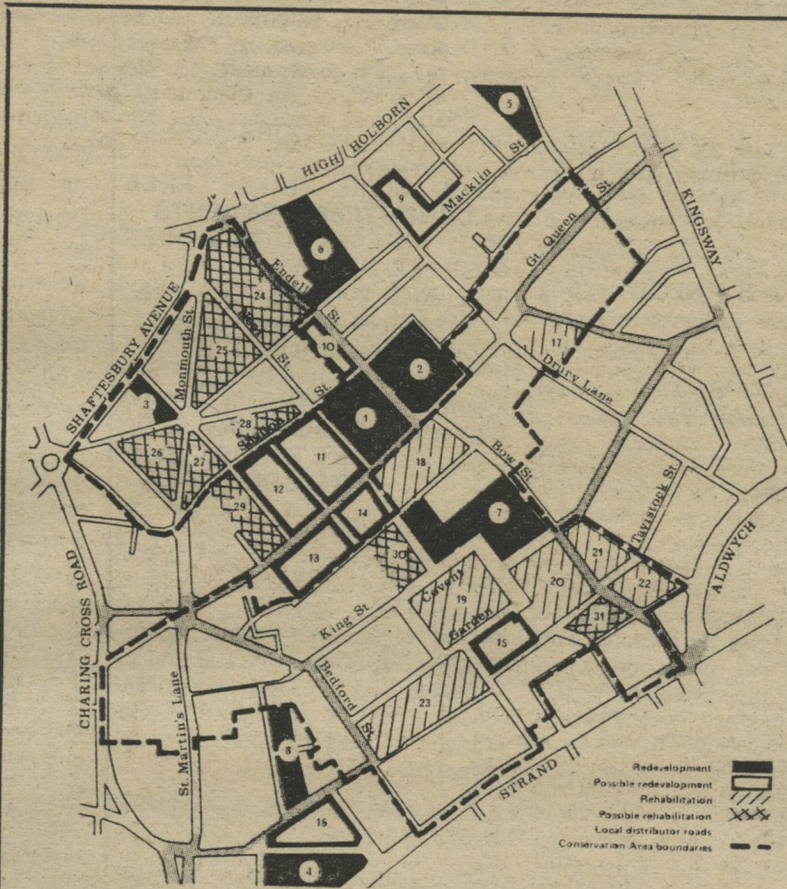 HIGH HOLBORN
5
9
Macklin St
KINGSWAY
Gt. Queen St
6
Endell St
24
SHAFTESBURY AVENUE
Monmouth St.
25
Neal St.
10
2
17
Drury Lane
3
1
28
Shelton St.
26
27
11
18
12
Bow St
29
14
7
Tavistock St
13
30
21
20
22
ALDWYCH
Covent Garden
19
31
King St
15
CHARING CROSS ROAD
Bedford St.
23
St.Martin's Lane
8
STRAND
16
4
Redevelopment
Possible redevelopment
Rehabilitation
Possible rehabilitation
Local distributor roads
Conservation Area boundaries